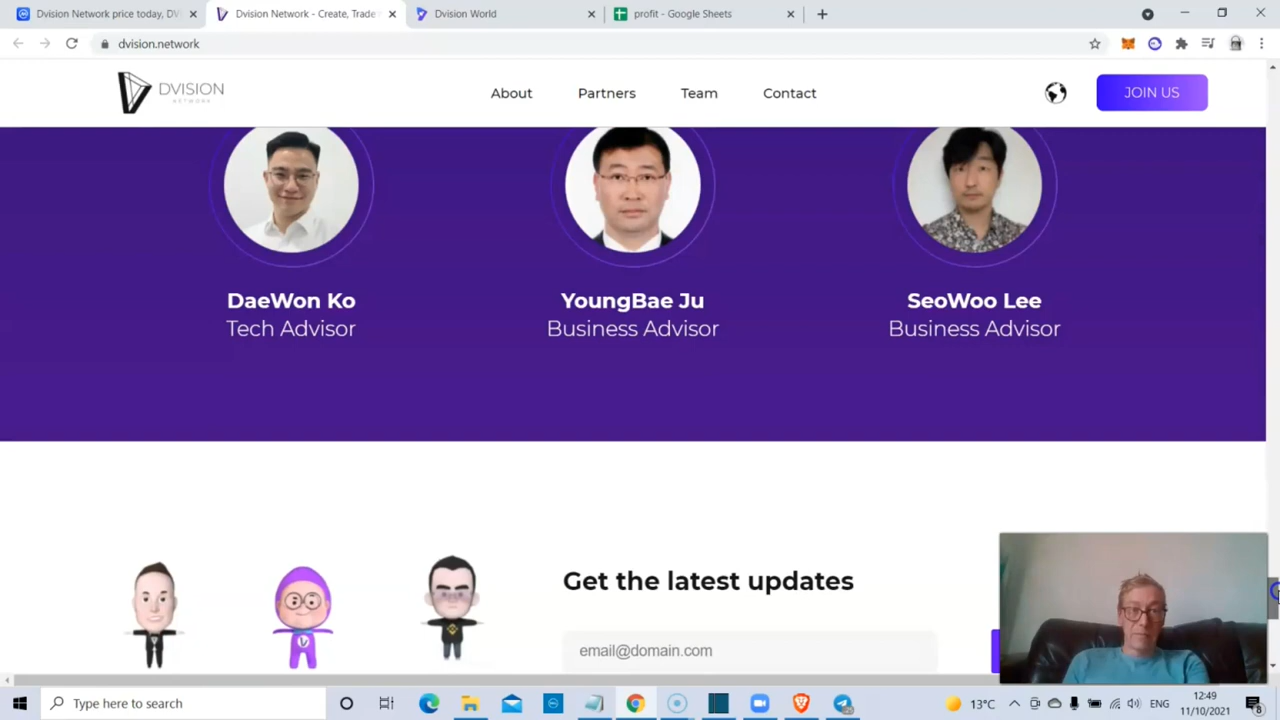 Dvision Network price today, DV
Dvision Network - Create, Trade
Dvision World
profit - Google Sheets
dvision.network
DVISION
NETWORK
About
Partners
Team
Contact
JOIN US
DaeWon Ko
Tech Advisor
YoungBae Ju
Business Advisor
SeoWoo Lee
Business Advisor
Get the latest updates
email@domain.com
Type here to search
13°C
ENG
12:49
11/10/2021
8